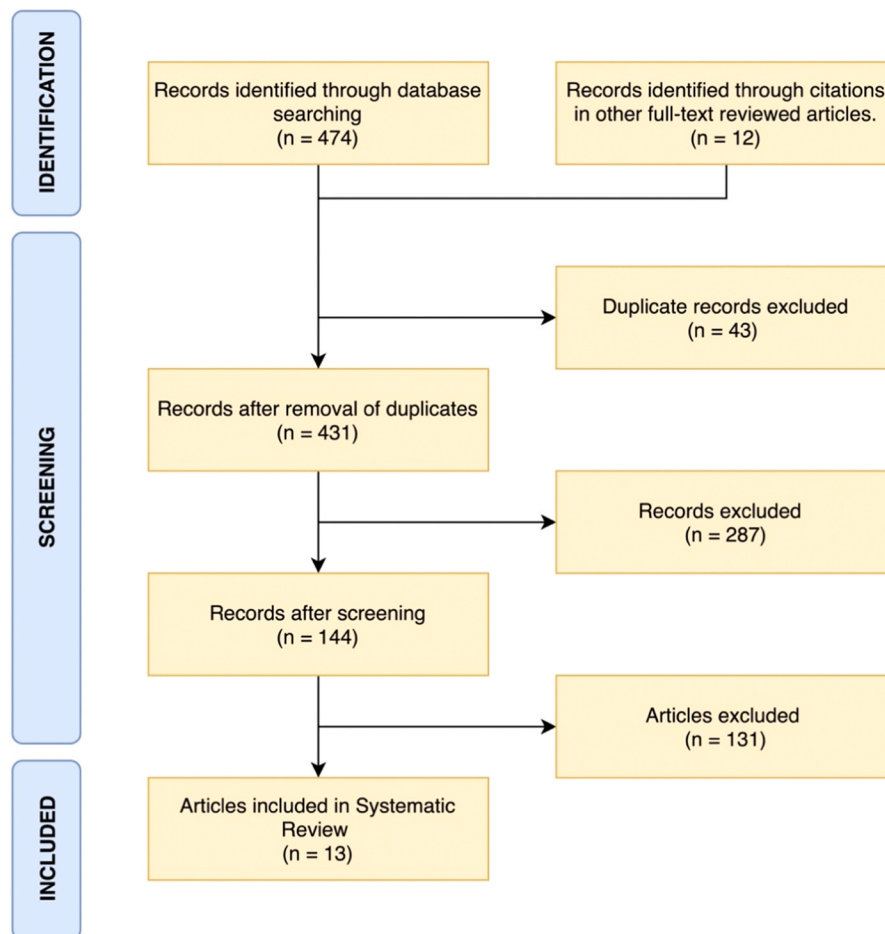 IDENTIFICATION
Records identified through database
searching
(n = 474)
Records identified through citations
in other full-text reviewed articles.
(n = 12)
SCREENING
Duplicate records excluded
(n = 43)
Records after removal of duplicates
(n = 431)
Records excluded
(n = 287)
Records after screening
(n = 144)
Articles excluded
(n = 131)
INCLUDED
Articles included in Systematic
Review
(n = 13)